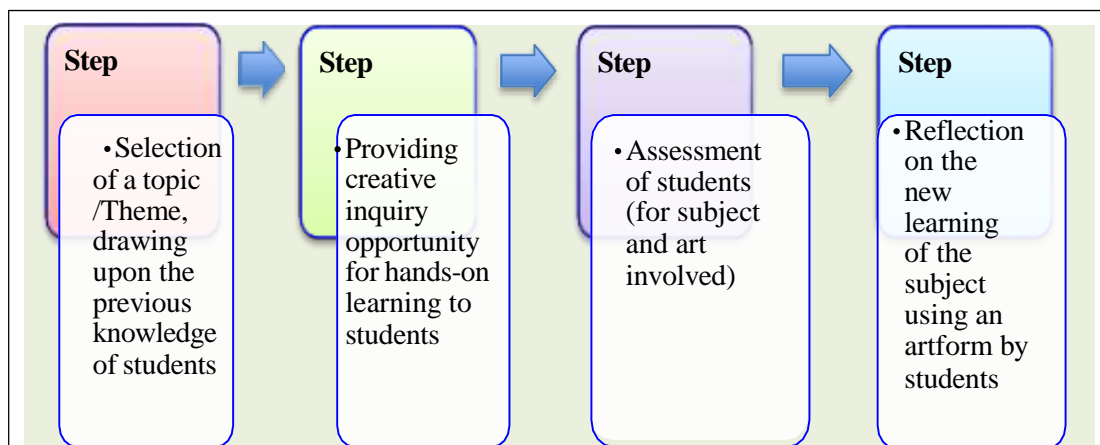 Step
• Selection
of a topic
/Theme,
drawing
upon the
previous
knowledge
of students
Step
• Providing
creative
inquiry
opportunity
for hands-on
learning to
students
Step
• Assessment
of students
(for subject
and art
involved)
Step
• Reflection
on the
new
learning
of the
subject
using an
artform by
students